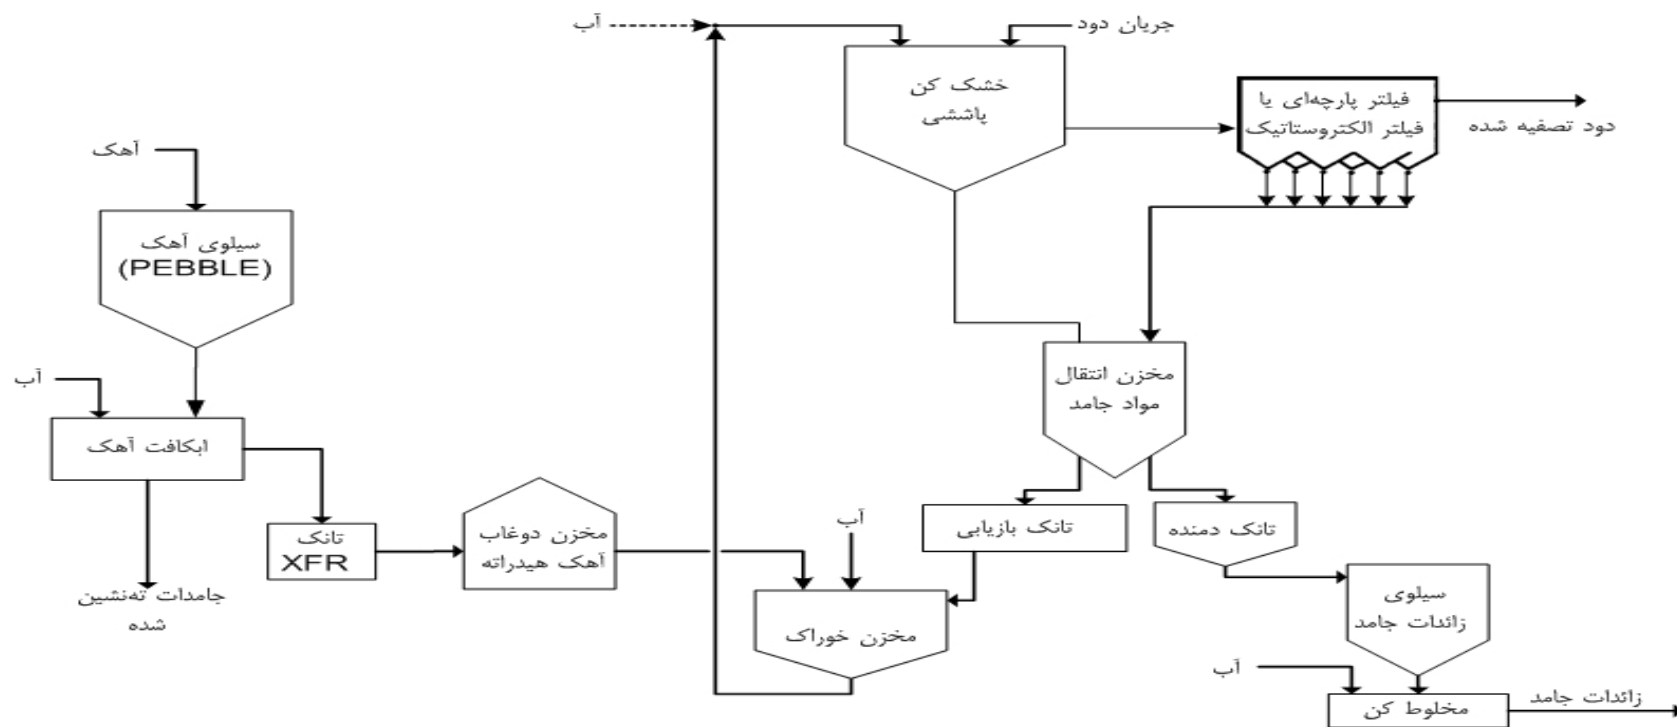 آب
جریان دود
خشک کن
پاششی
فیلتر پارچه‌ای یا
فیلتر الکتروستاتیک
دود تصفیه شده
آهک
سیلوی آهک
(PEBBLE)
آب
ابکافت آهک
مخزن انتقال
مواد جامد
تانک
XFR
مخزن دوغاب
آهک هیدراته
آب
تانک بازیابی
تانک دمنده
جامدات ته‌نشین
شده
مخزن خوراک
سیلوی
زائدات جامد
آب
مخلوط کن
زائدات جامد